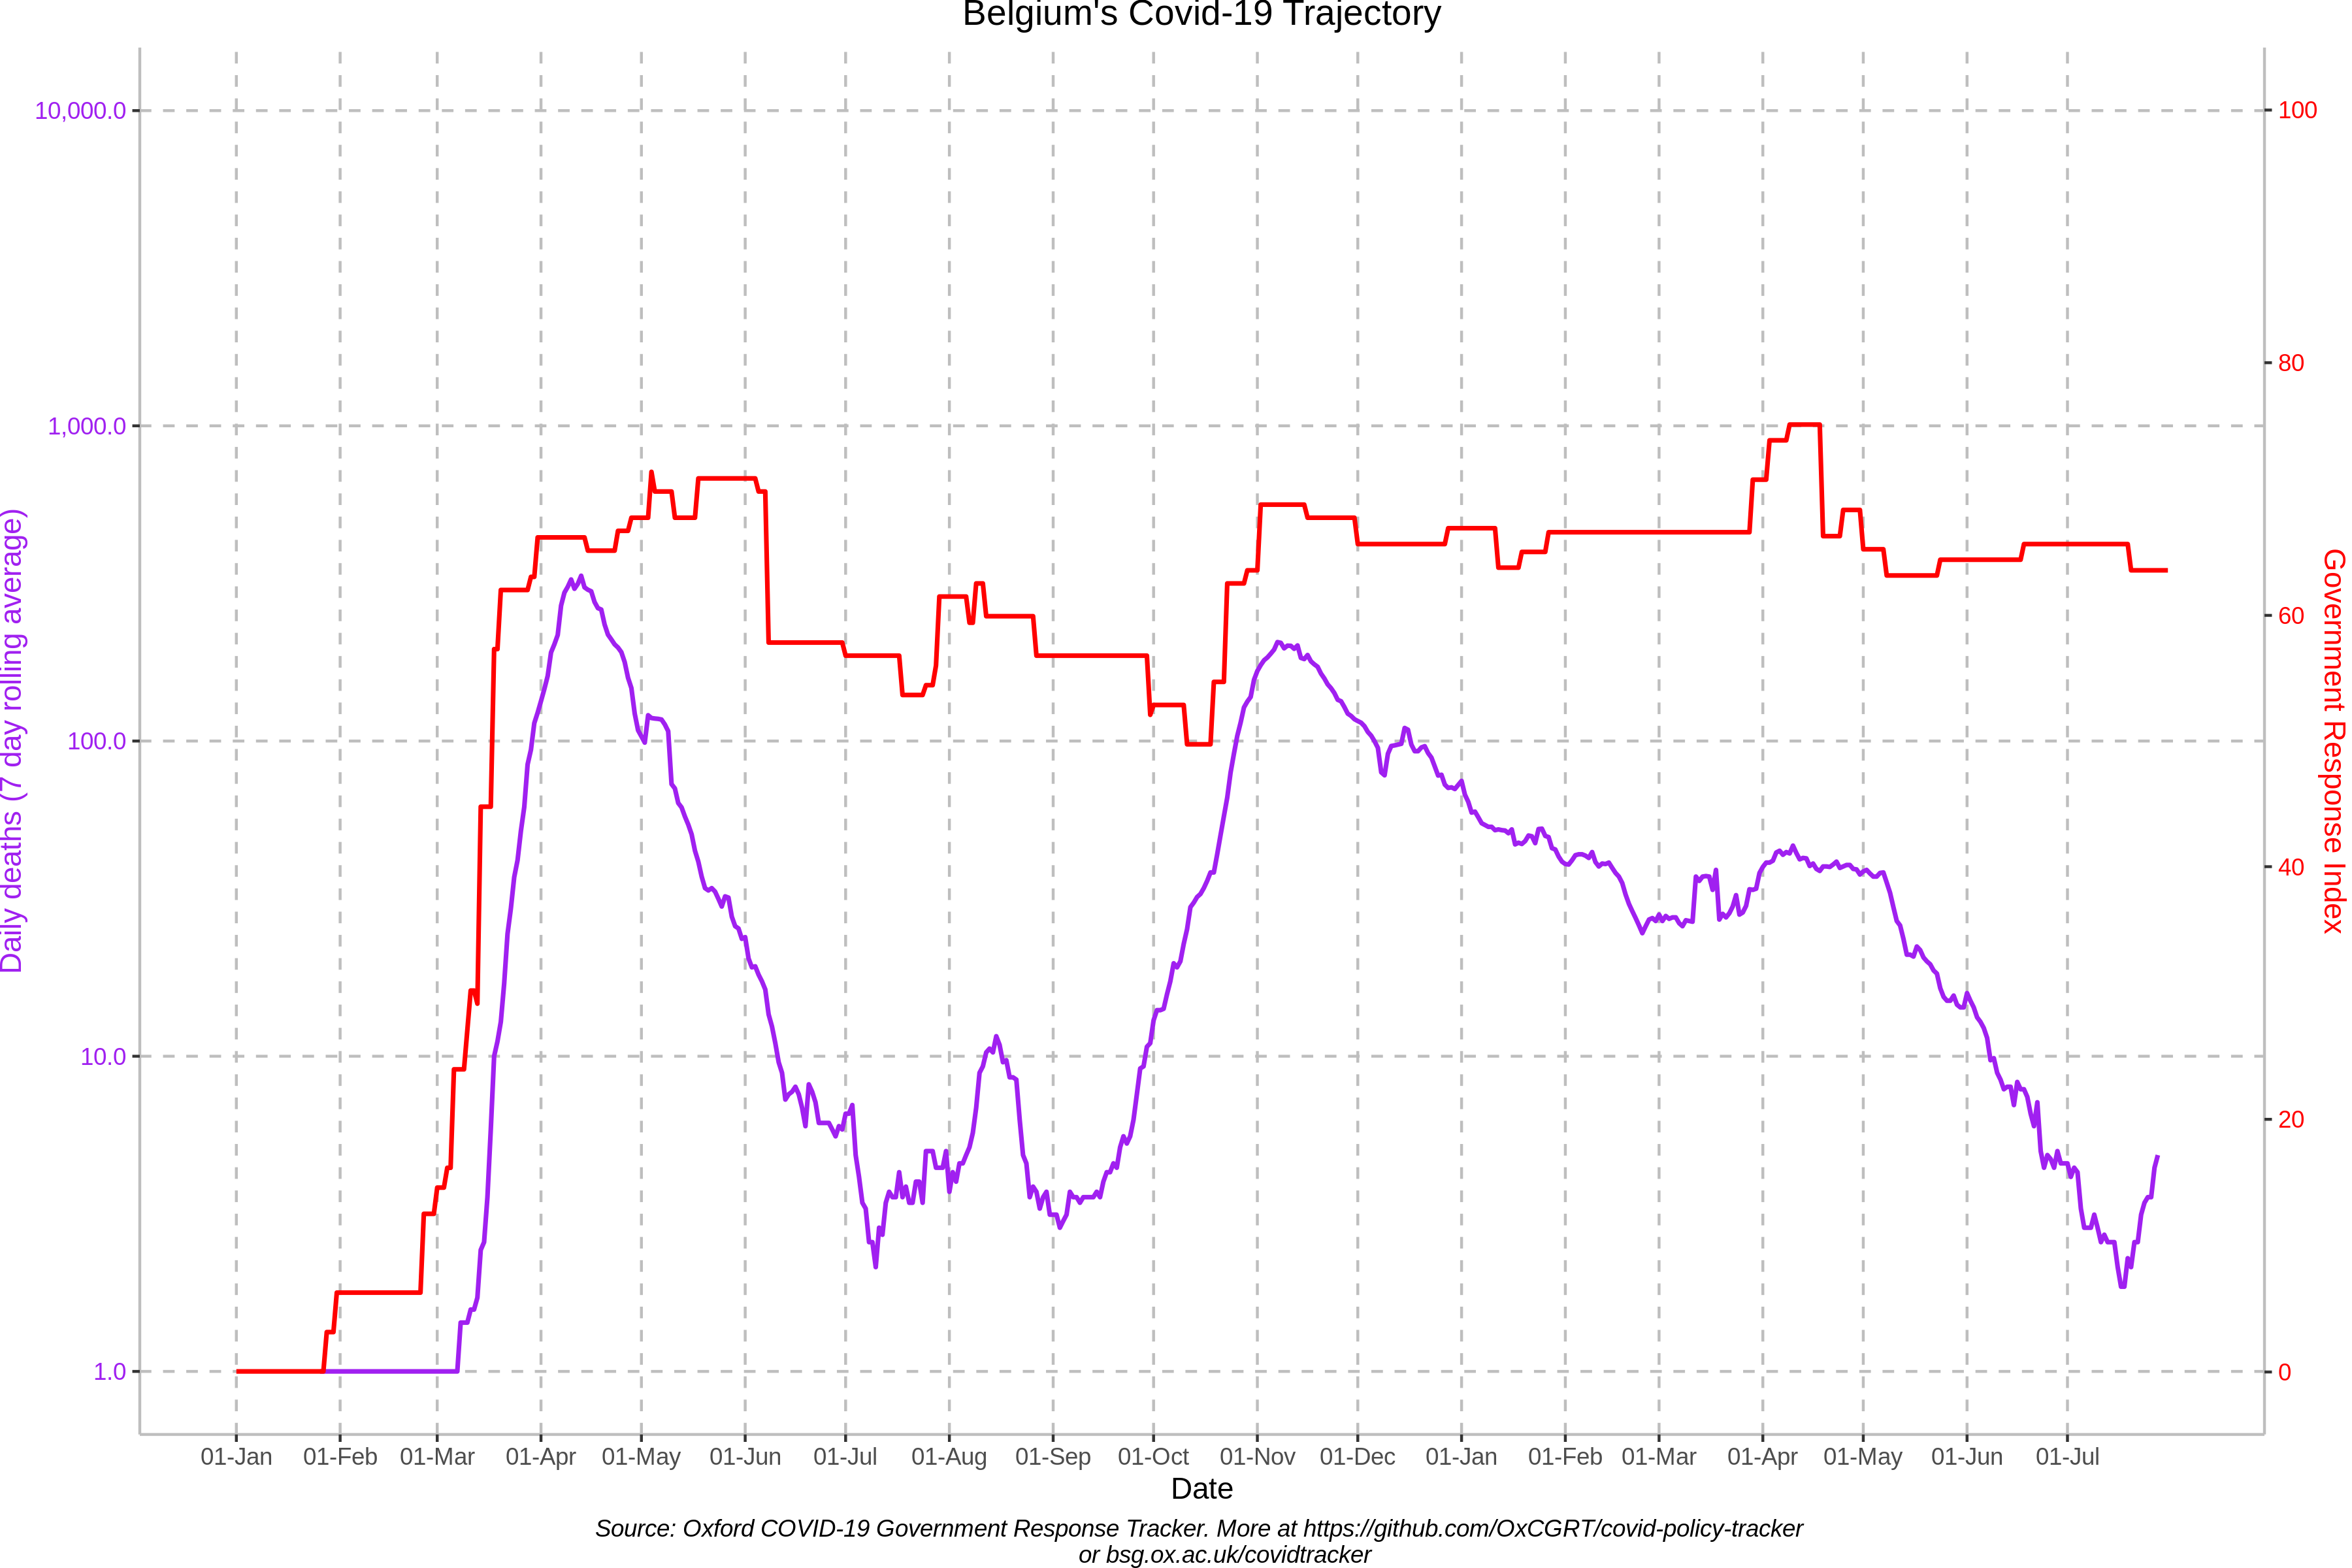 Belgium's Covid-19 Trajectory
10,000.0
1,000.0
100.0
10.0
1.0
Daily deaths (7 day rolling average)
100
80
60
40
20
0
Government Response Index
01-Jan 01-Feb 01-Mar 01-Apr 01-May 01-Jun 01-Jul 01-Aug 01-Sep 01-Oct 01-Nov 01-Dec 01-Jan 01-Feb 01-Mar 01-Apr 01-May 01-Jun 01-Jul
Date
Source: Oxford COVID-19 Government Response Tracker. More at https://github.com/OxCGRT/covid-policy-tracker
or bsg.ox.ac.uk/covidtracker